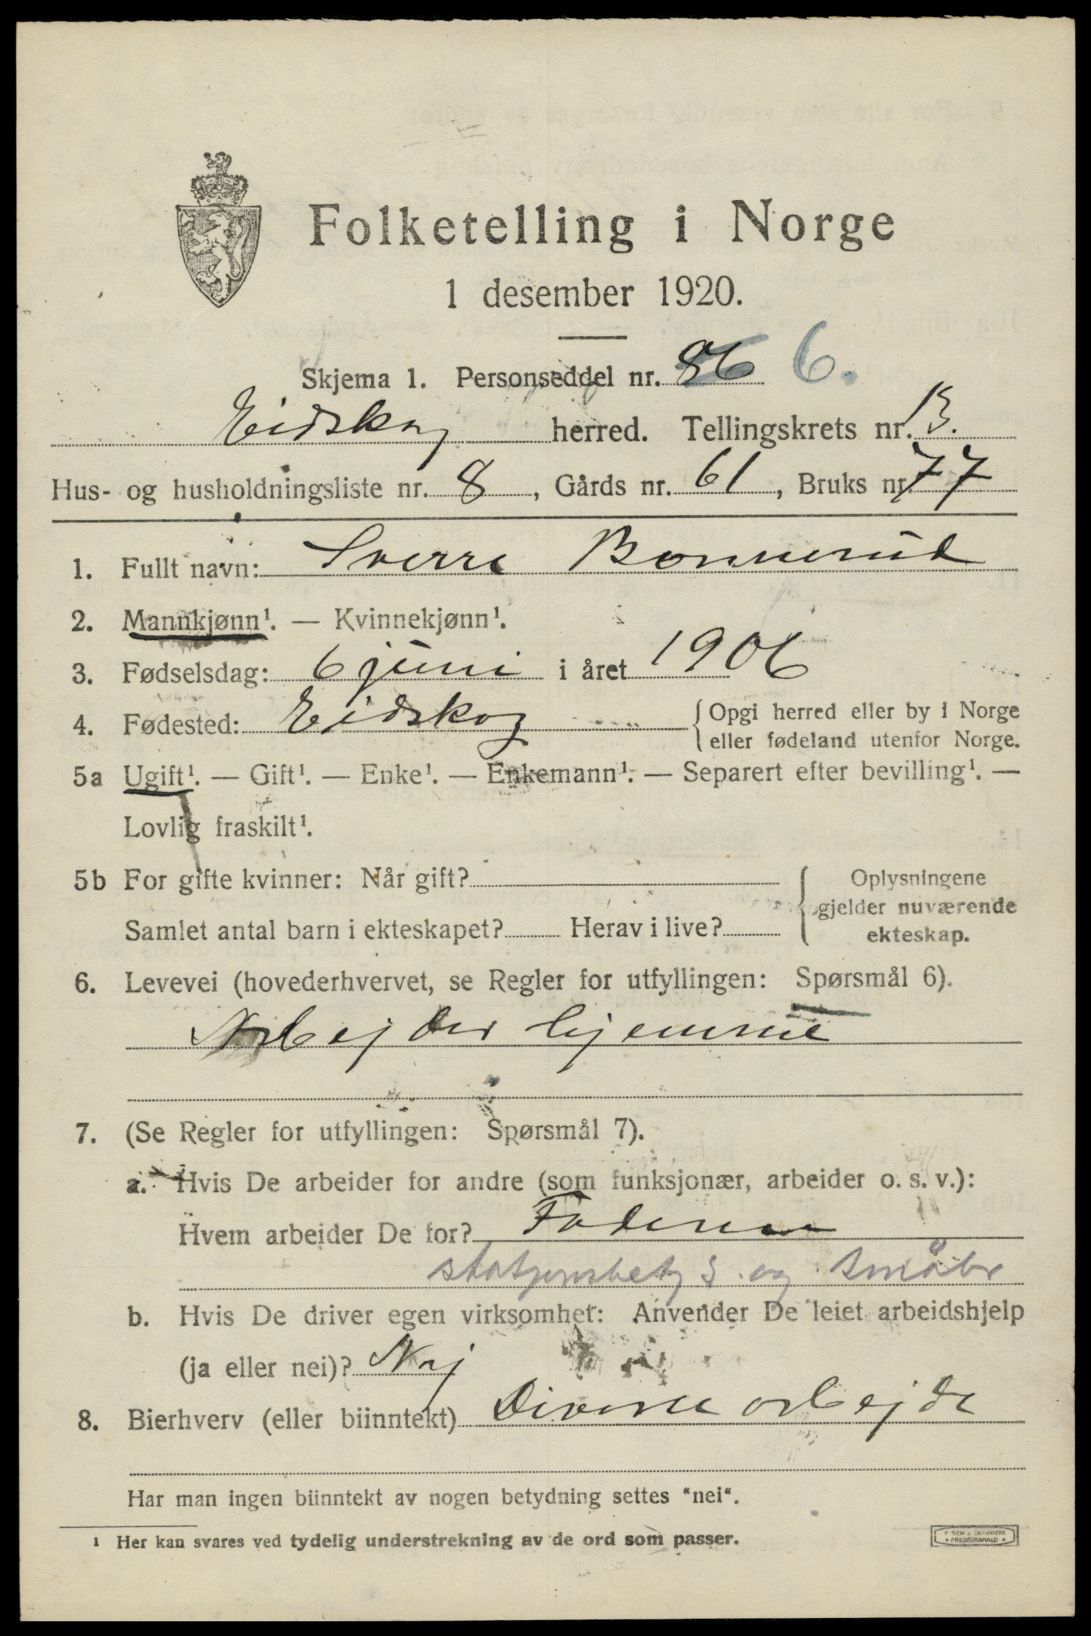 Folketelling i Norge
1 desember 1920.
Skjema 1. Personseddel nr. 86 6.
Eidskog herred. Tellingskrets nr. 13.
Hus- og husholdningsliste nr. 8, Gårds nr. 61, Bruks nr. 77
1. Fullt navn: Sverre Bonnerud
2. Mannkjønn¹. — Kvinnekjønn¹.
3. Fødselsdag: 6 juni i året 1906
4. Fødested: Eidskog {Opgi herred eller by i Norge
eller fødeland utenfor Norge.
5a Ugift¹. — Gift¹. — Enke¹. — Enkemann¹. — Separert efter bevilling¹. —
Lovlig fraskilt¹.
5b For gifte kvinner: Når gift? { Oplysningene
gjelder nuværende
Samlet antal barn i ekteskapet? Herav i live?
ekteskap.
6. Levevei (hovederhvervet, se Regler for utfyllingen: Spørsmål 6).
Arbejder hjemme
7. (Se Regler for utfyllingen: Spørsmål 7).
a. Hvis De arbeider for andre (som funksjonær, arbeider o. s. v.):
Hvem arbeider De for? Faderen
og småbr
b. Hvis De driver egen virksomhet: Anvender De leiet arbeidshjelp
(ja eller nei)? Nej
8. Bierhverv (eller biinntekt) Diverse arbejde
Har man ingen biinntekt av nogen betydning settes "nei".
¹ Her kan svares ved tydelig understrekning av de ord som passer.